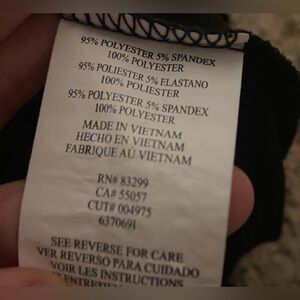 95% POLYESTER 5% SPANDEX
100% POLYESTER
95% POLIESTER 5% ELASTANO
100% POLIESTER
95% POLYESTER 5% SPANDEX
100% POLYESTER
MADE IN VIETNAM
HECHO EN VIETNAM
FABRIQUE AÚ VIETNAM
RN# 83299
CA# 55057
CUT# 004975
637069I
SEE REVERSE FOR CARE
VER REVERSO PARA CUIDADO
VOIR LES INSTRUCTIONS